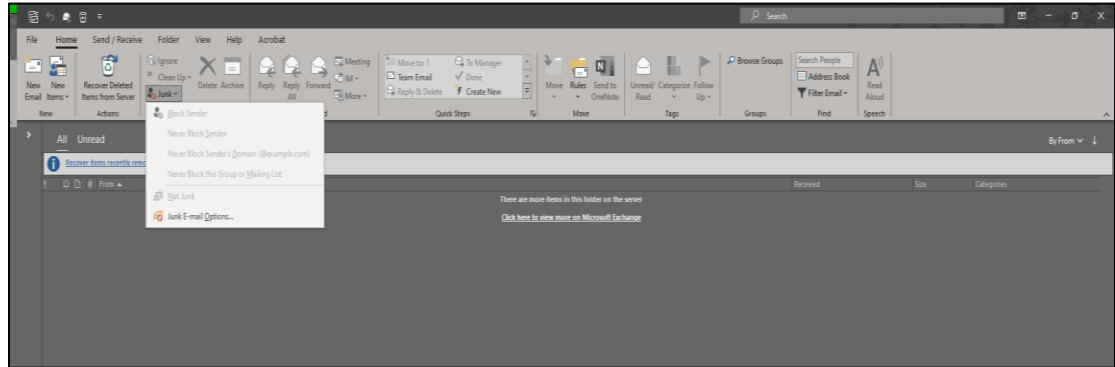 Search
File Home Send / Receive Folder View Help Acrobat
New Email
New Items
Recover Deleted Items from Server
Ignore
Clean Up
Junk
Delete Archive
Reply Reply All Forward
Meeting
IM
More
Move to: ?
Team Email
Reply & Delete
To Manager
Done
Create New
Move Rules Send to OneNote
Unread/ Read Categorize Follow Up
Browse Groups
Search People
Address Book
Filter Email
Read Aloud
New Actions Quick Steps Move Tags Groups Find Speech
Block Sender
Never Block Sender
Never Block Sender's Domain (@example.com)
Never Block this Group or Mailing List
Not Junk
Junk E-mail Options...
All Unread
By From
Recover items recently
! From Received Size Categories
There are more items in this folder on the server
Click here to view more on Microsoft Exchange